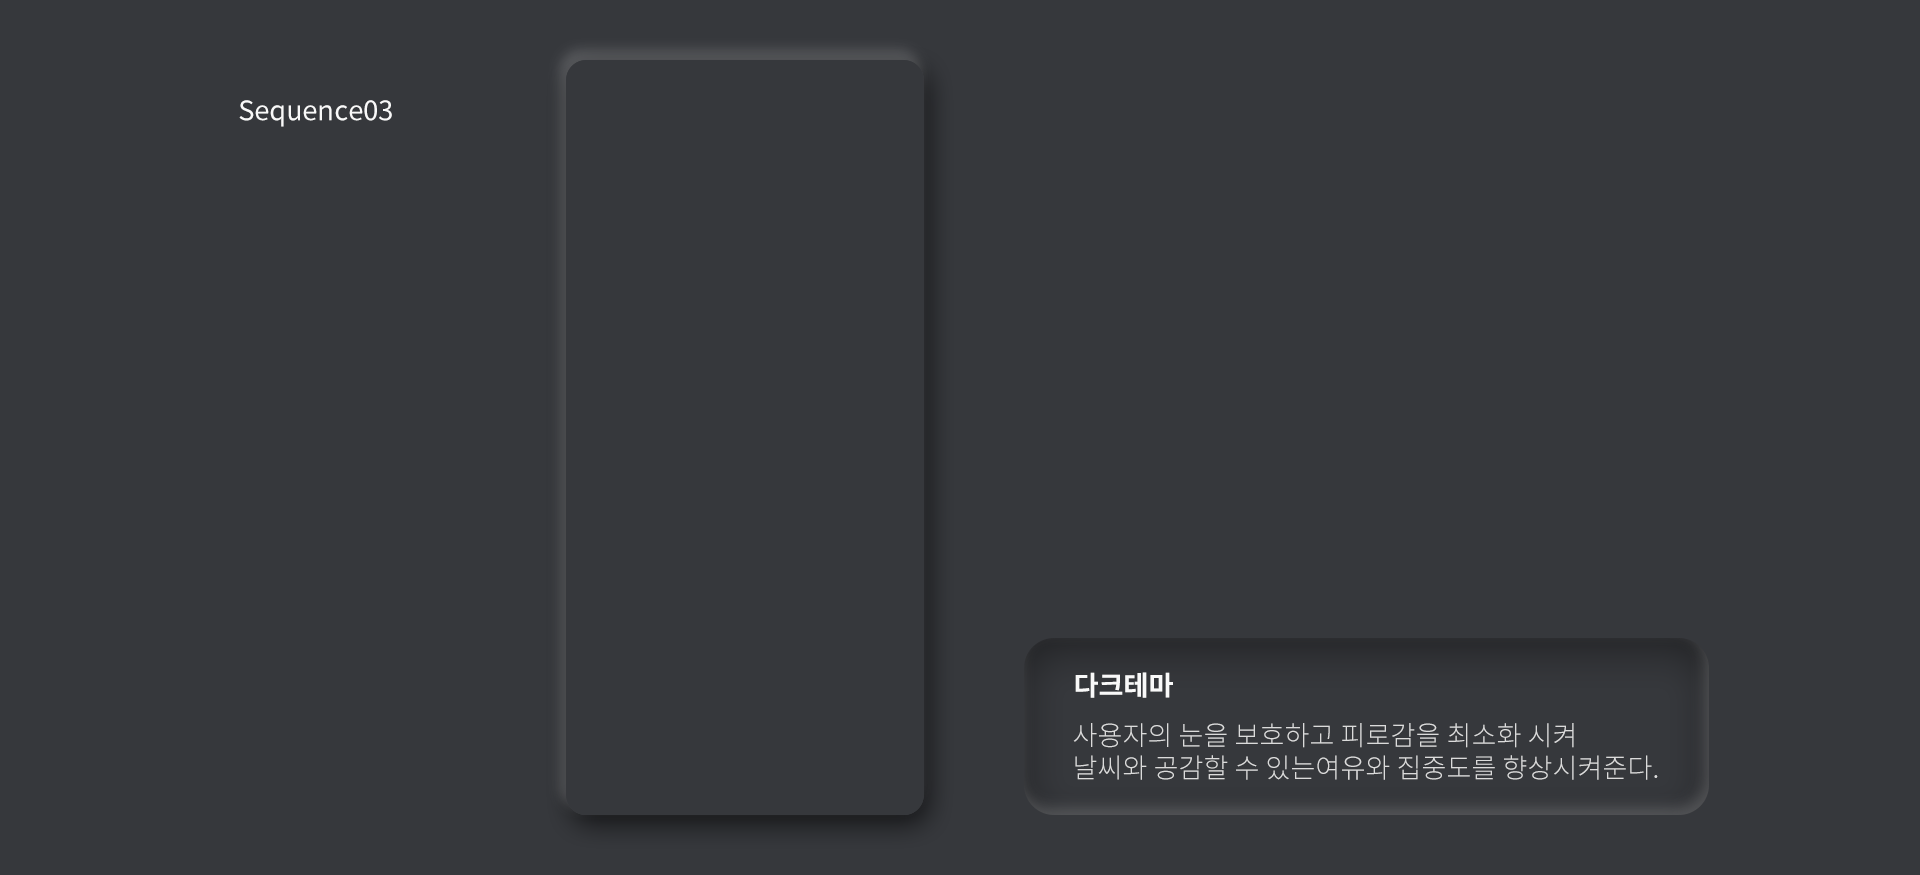 Sequence03
다크테마
사용자의 눈을 보호하고 피로감을 최소화 시켜
날씨와 공감할 수 있는여유와 집중도를 향상시켜준다.